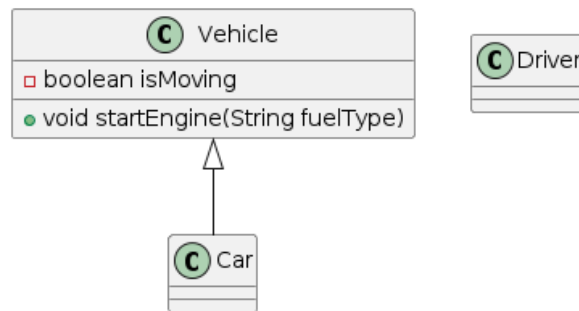 C Vehicle
boolean isMoving
void startEngine(String fuelType)
C Driver
C Car